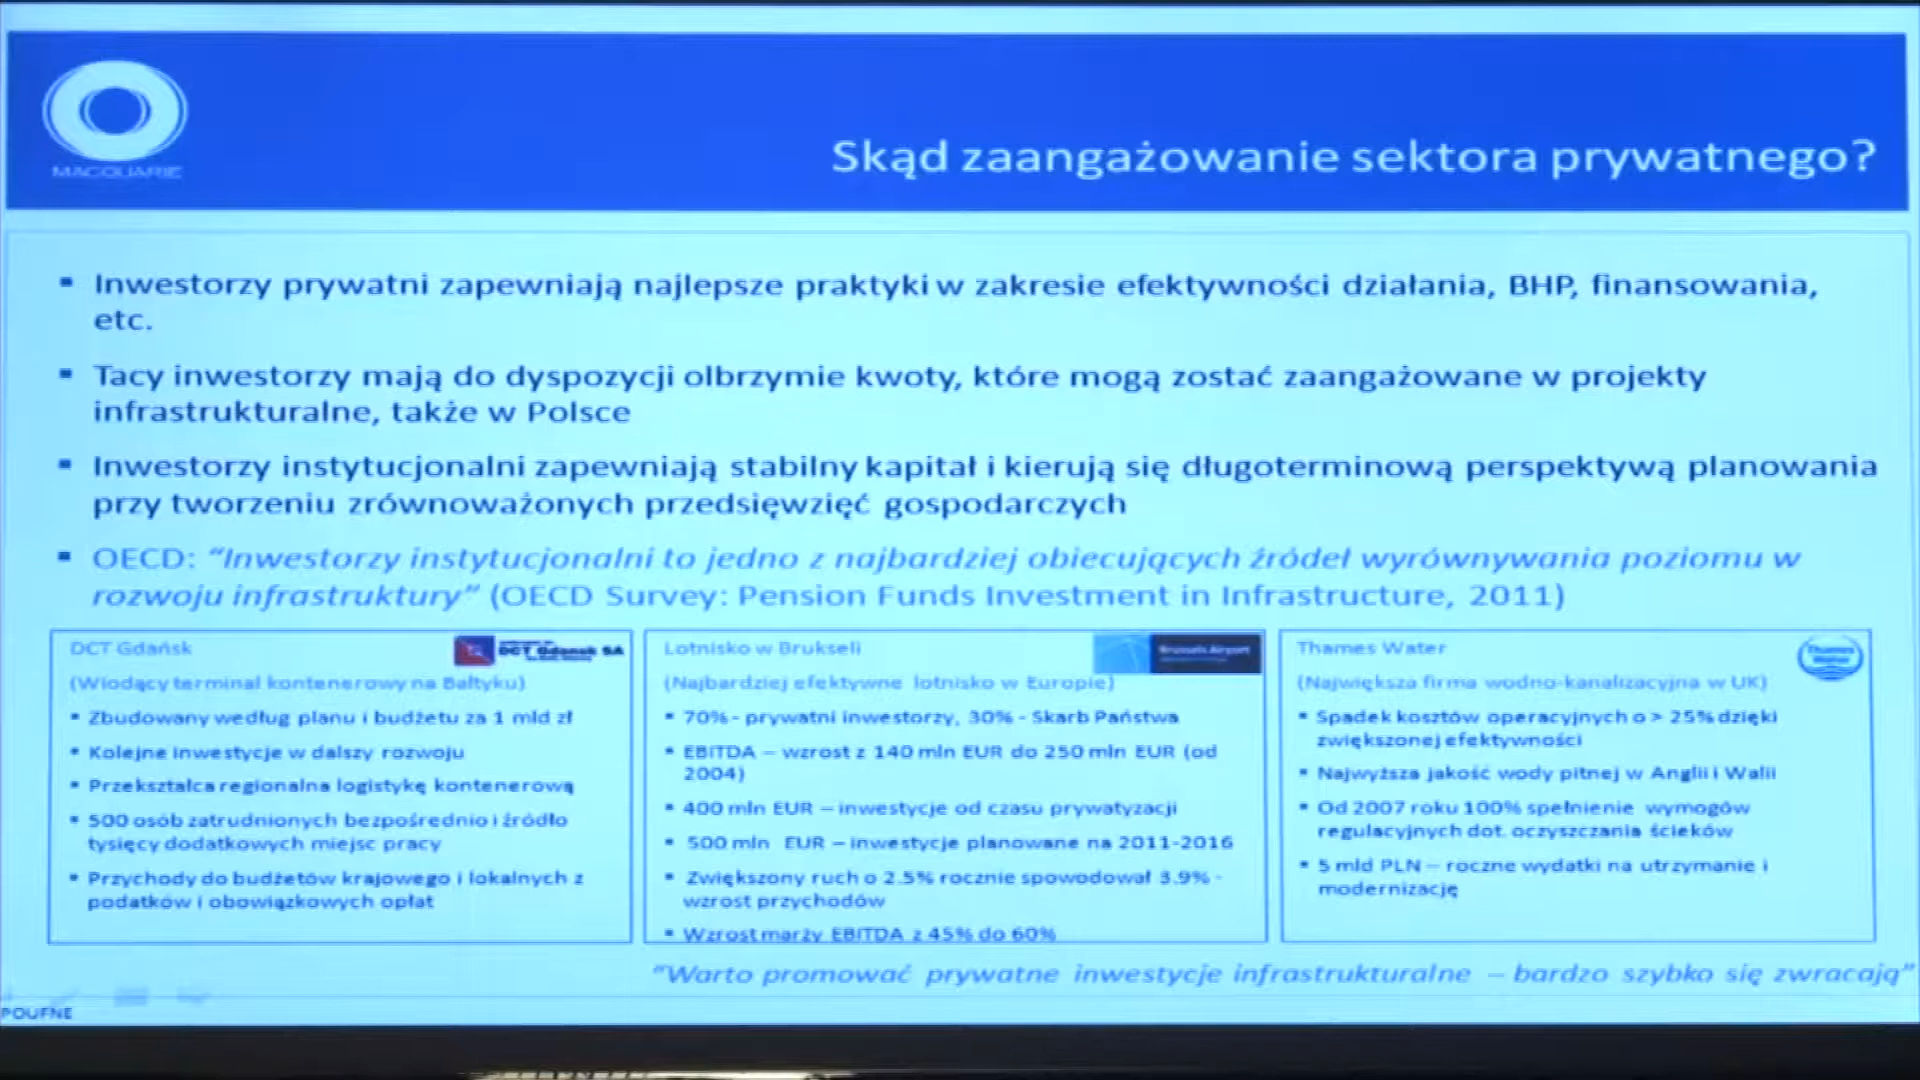 MACQUARIE
Skąd zaangażowanie sektora prywatnego?
▪ Inwestorzy prywatni zapewniają najlepsze praktyki w zakresie efektywności działania, BHP, finansowania,
etc.
▪ Tacy inwestorzy mają do dyspozycji olbrzymie kwoty, które mogą zostać zaangażowane w projekty
infrastrukturalne, także w Polsce
▪ Inwestorzy instytucjonalni zapewniają stabilny kapitał i kierują się długoterminową perspektywą planowania
przy tworzeniu zrównoważonych przedsięwzięć gospodarczych
▪ OECD: “Inwestorzy instytucjonalni to jedno z najbardziej obiecujących źródeł wyrównywania poziomu w
rozwoju infrastruktury” (OECD Survey: Pension Funds Investment in Infrastructure, 2011)
DCT Gdańsk
DCT Gdansk SA
(Wiodący terminal kontenerowy na Bałtyku)
▪ Zbudowany według planu i budżetu za 1 mld zł
▪ Kolejne inwestycje w dalszy rozwoju
▪ Przekształca regionalna logistykę kontenerową
▪ 500 osób zatrudnionych bezpośrednio i źródło
tysięcy dodatkowych miejsc pracy
▪ Przychody do budżetów krajowego i lokalnych z
podatków i obowiązkowych opłat
Lotnisko w Brukseli
Brussels Airport
(Najbardziej efektywne lotnisko w Europie)
▪ 70% - prywatni inwestorzy, 30% - Skarb Państwa
▪ EBITDA – wzrost z 140 mln EUR do 250 mln EUR (od
2004)
▪ 400 mln EUR – inwestycje od czasu prywatyzacji
▪ 500 mln EUR – inwestycje planowane na 2011-2016
▪ Zwiększony ruch o 2.5% rocznie spowodował 3.9% -
wzrost przychodów
▪ Wzrost marży EBITDA z 45% do 60%
Thames Water
Thames
Water
(Największa firma wodno-kanalizacyjna w UK)
▪ Spadek kosztów operacyjnych o > 25% dzięki
zwiększonej efektywności
▪ Najwyższa jakość wody pitnej w Anglii i Walii
▪ Od 2007 roku 100% spełnienie wymogów
regulacyjnych dot. oczyszczania ścieków
▪ 5 mld PLN – roczne wydatki na utrzymanie i
modernizację
”Warto promować prywatne inwestycje infrastrukturalne – bardzo szybko się zwracają”
POUFNE